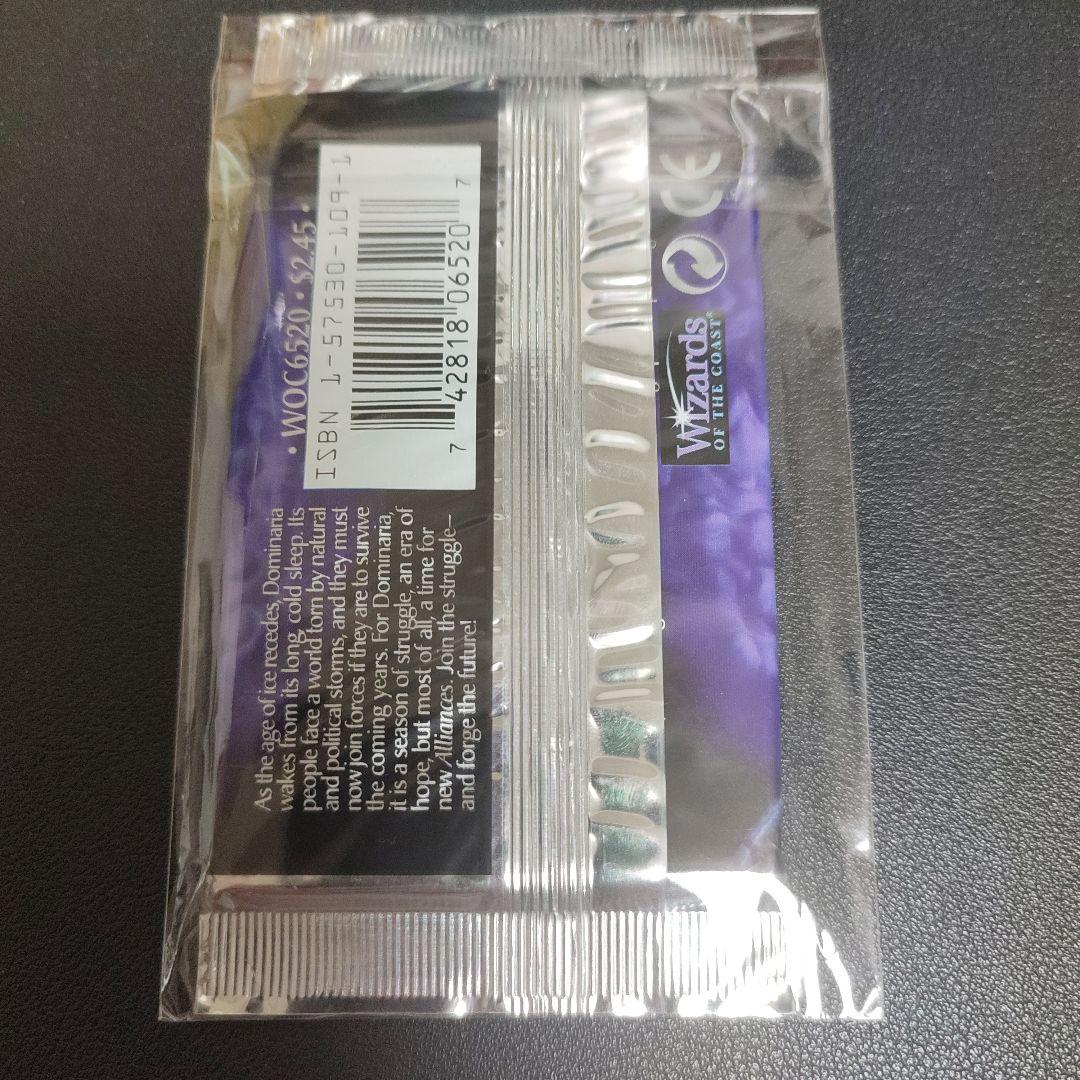 · WOC6520 · $2.45 ·
ISBN 1-57530-109-1
7 42818 06520 7
As the age of ice recedes, Dominaria
wakes from its long, cold sleep. Its
people face a world torn by natural
and political storms, and they must
now join forces if they are to survive
the coming years. For Dominaria,
it is a season of struggle, an era of
hope, but most of all, a time for
new Alliances. Join the struggle—
and forge the future!
CE
Wizards
OF THE COAST®